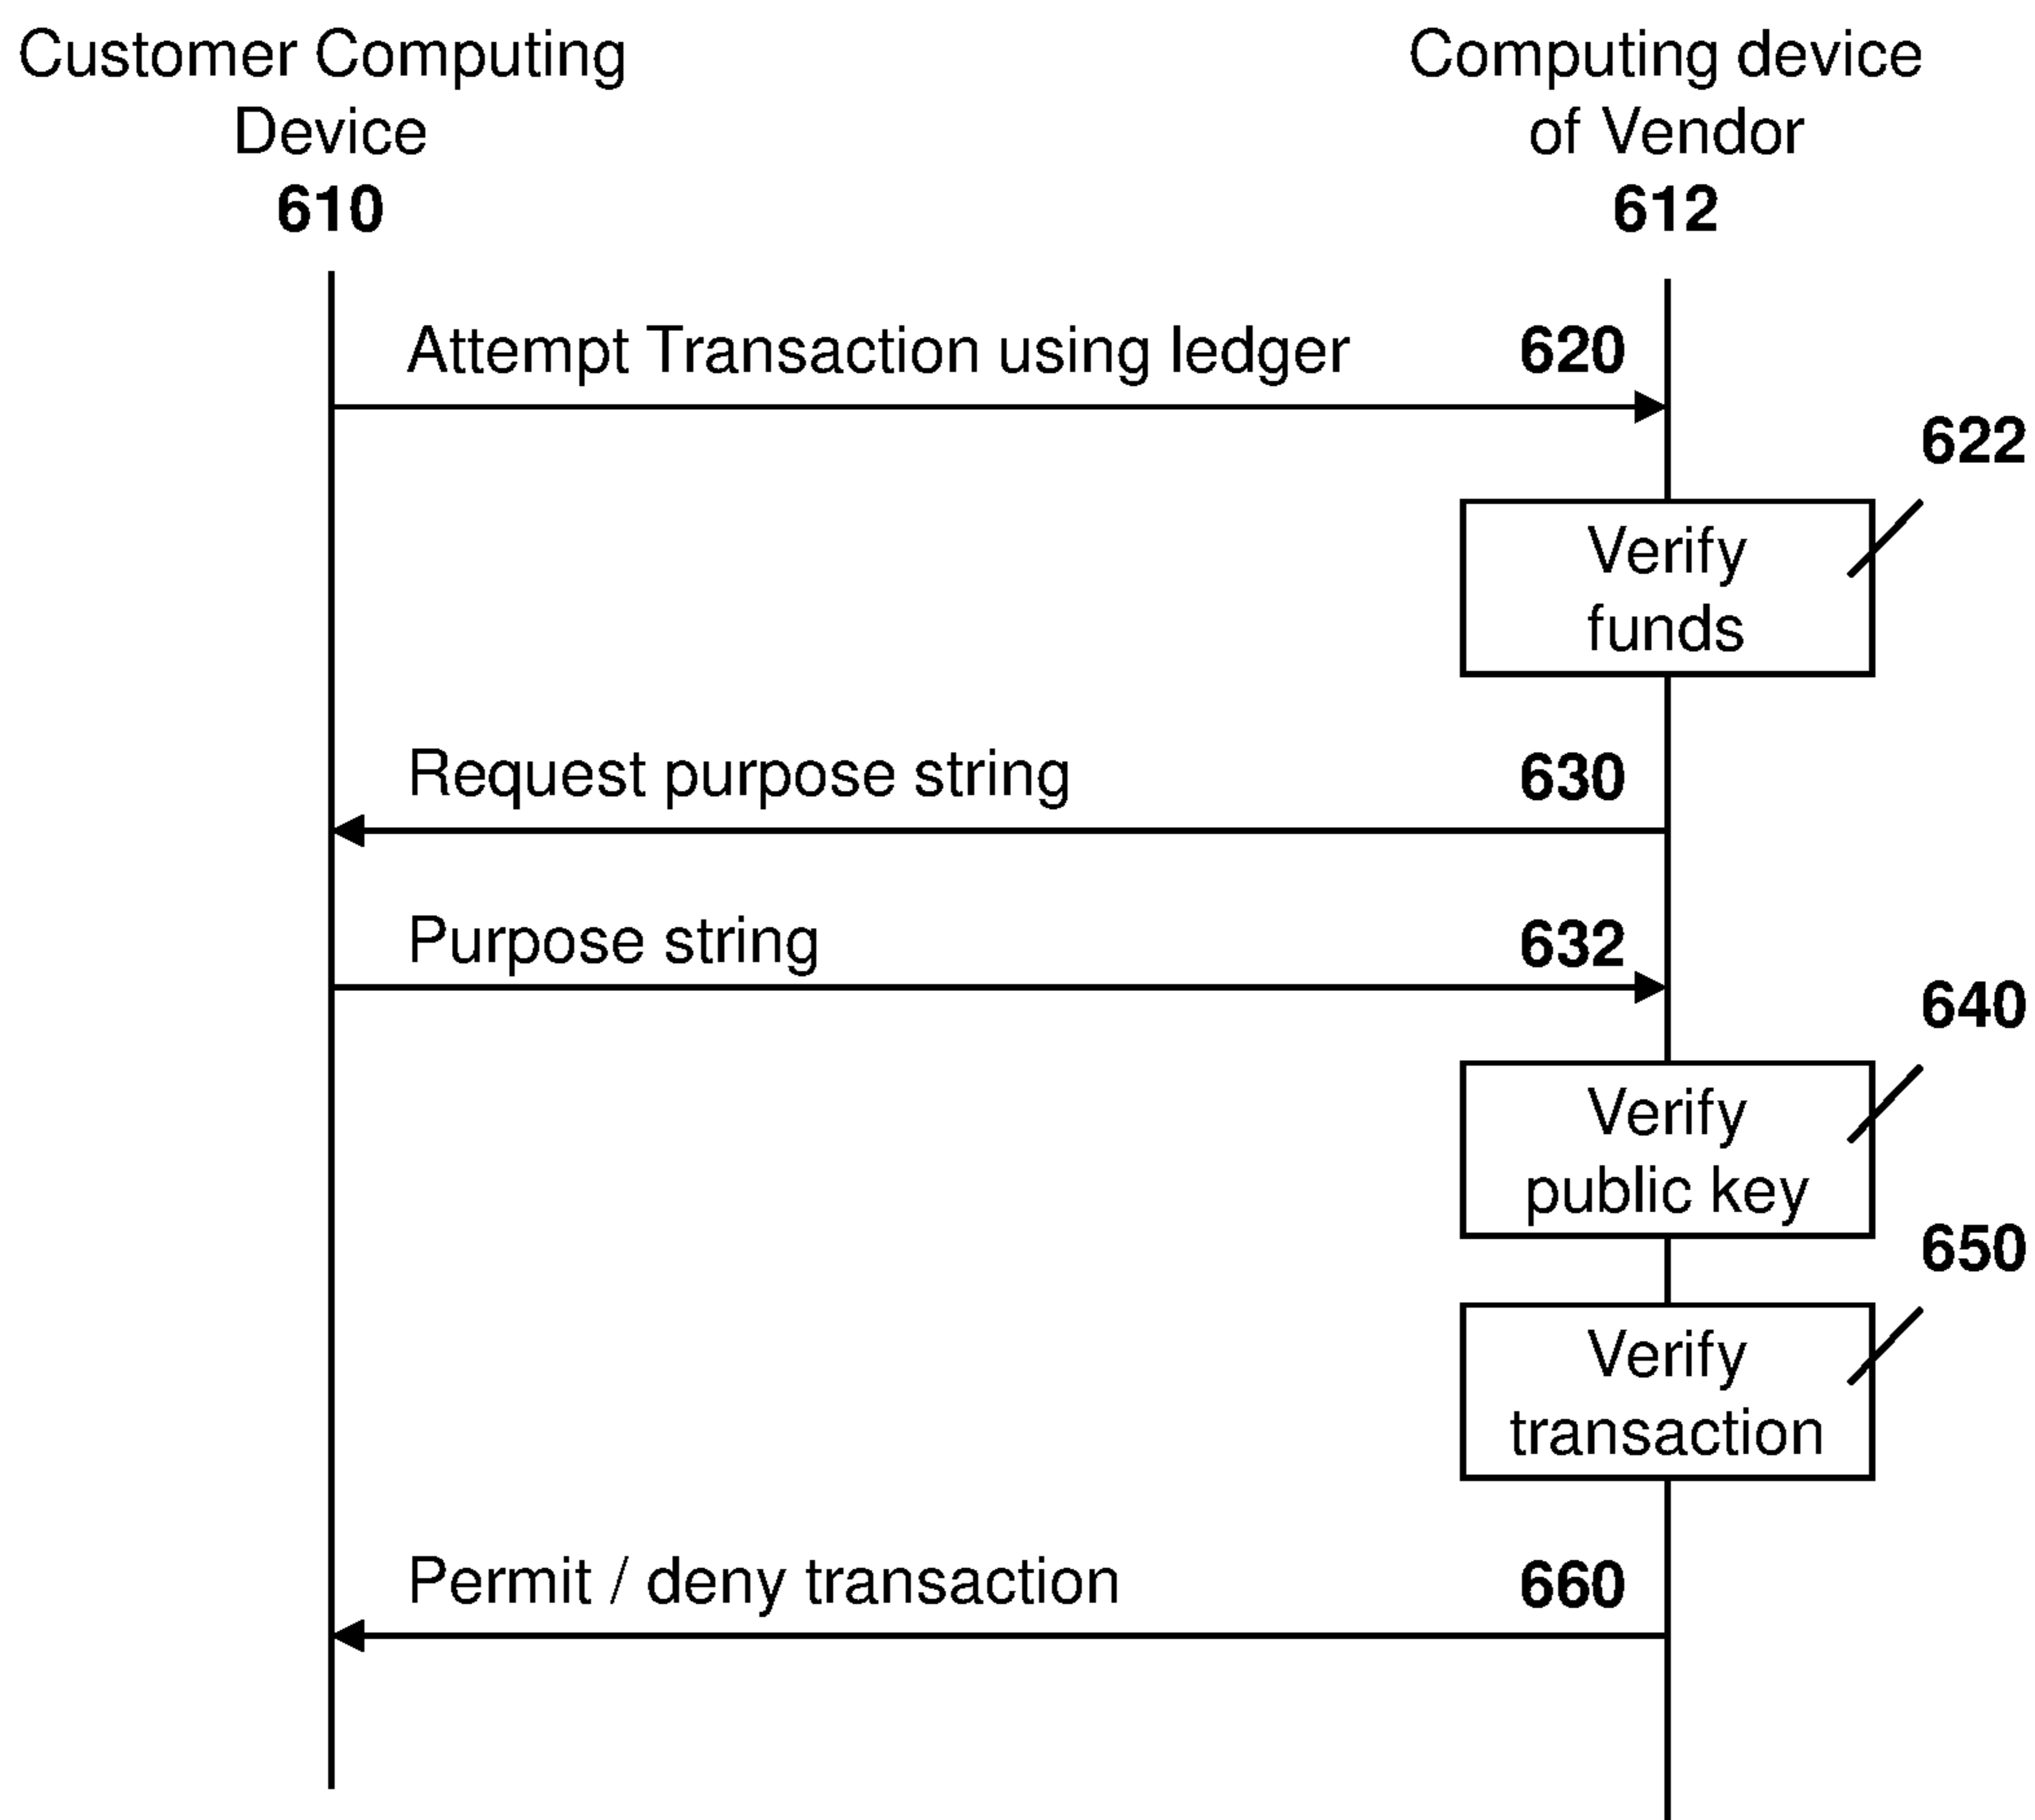 Customer Computing
Device
610
Computing device
of Vendor
612
Attempt Transaction using ledger 620
622
Verify
funds
Request purpose string 630
Purpose string 632
640
Verify
public key
650
Verify
transaction
Permit / deny transaction 660